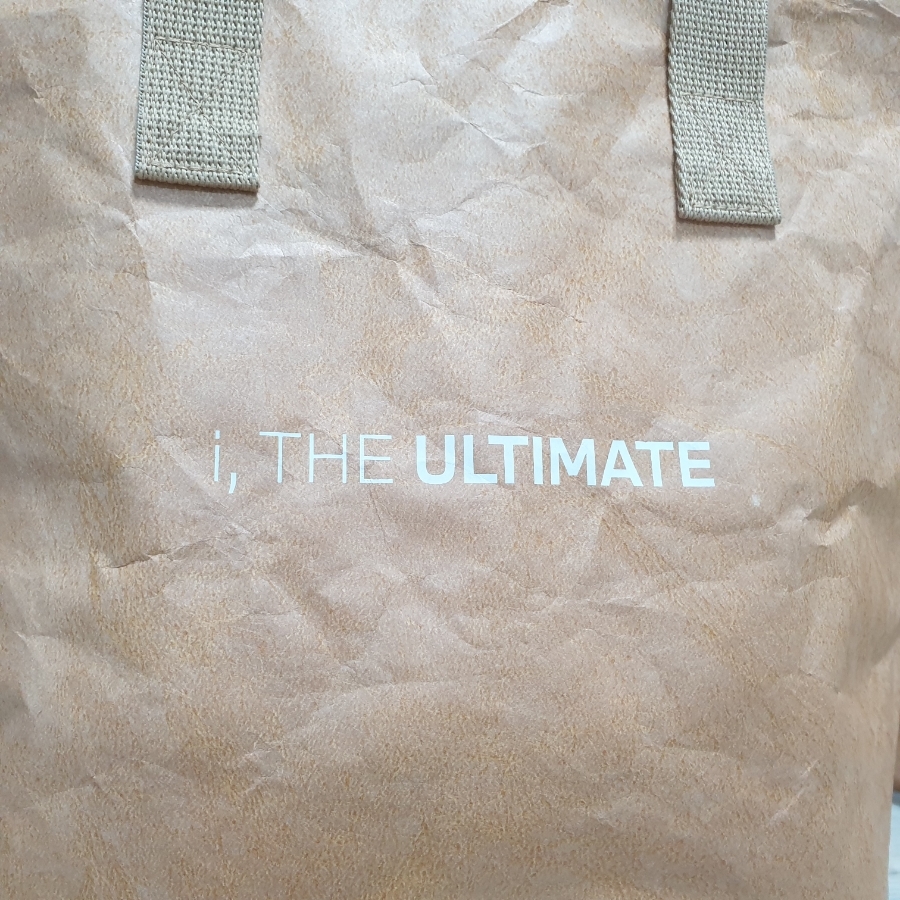 i, THE ULTIMATE